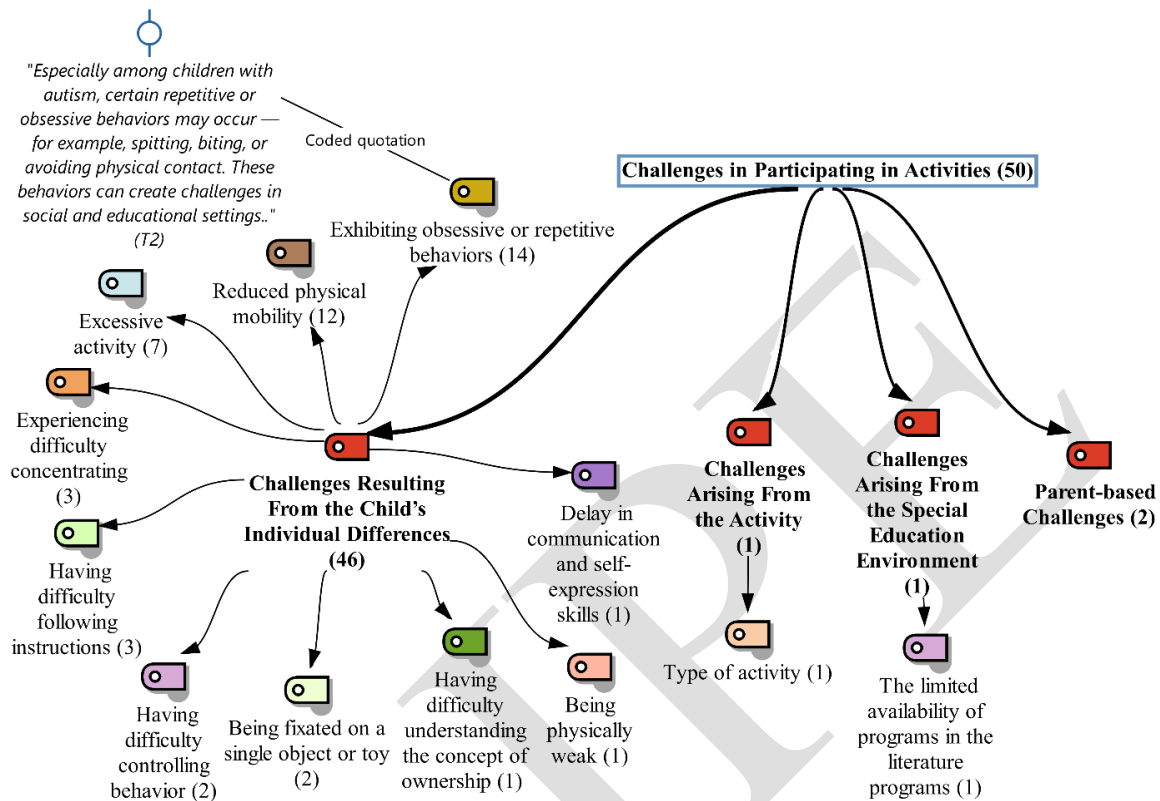 "Especially among children with
autism, certain repetitive or
obsessive behaviors may occur —
for example, spitting, biting, or
avoiding physical contact. These
behaviors can create challenges in
social and educational settings.."
(T2)
Coded quotation
Challenges in Participating in Activities (50)
Exhibiting obsessive or repetitive
behaviors (14)
Reduced physical
mobility (12)
Excessive
activity (7)
Experiencing
difficulty
concentrating
(3)
Challenges Resulting
From the Child's
Individual Differences
(46)
Having
difficulty
following
instructions (3)
Having
difficulty
controlling
behavior (2)
Being fixated on a
single object or toy
(2)
Having
difficulty
understanding
the concept of
ownership (1)
Being
physically
weak (1)
Delay in
communication
and self-
expression
skills (1)
Challenges
Arising From
the Activity
(1)
Type of activity (1)
Challenges
Arising From
the Special
Education
Environment
(1)
The limited
availability of
programs in the
literature
programs (1)
Parent-based
Challenges (2)
IPE